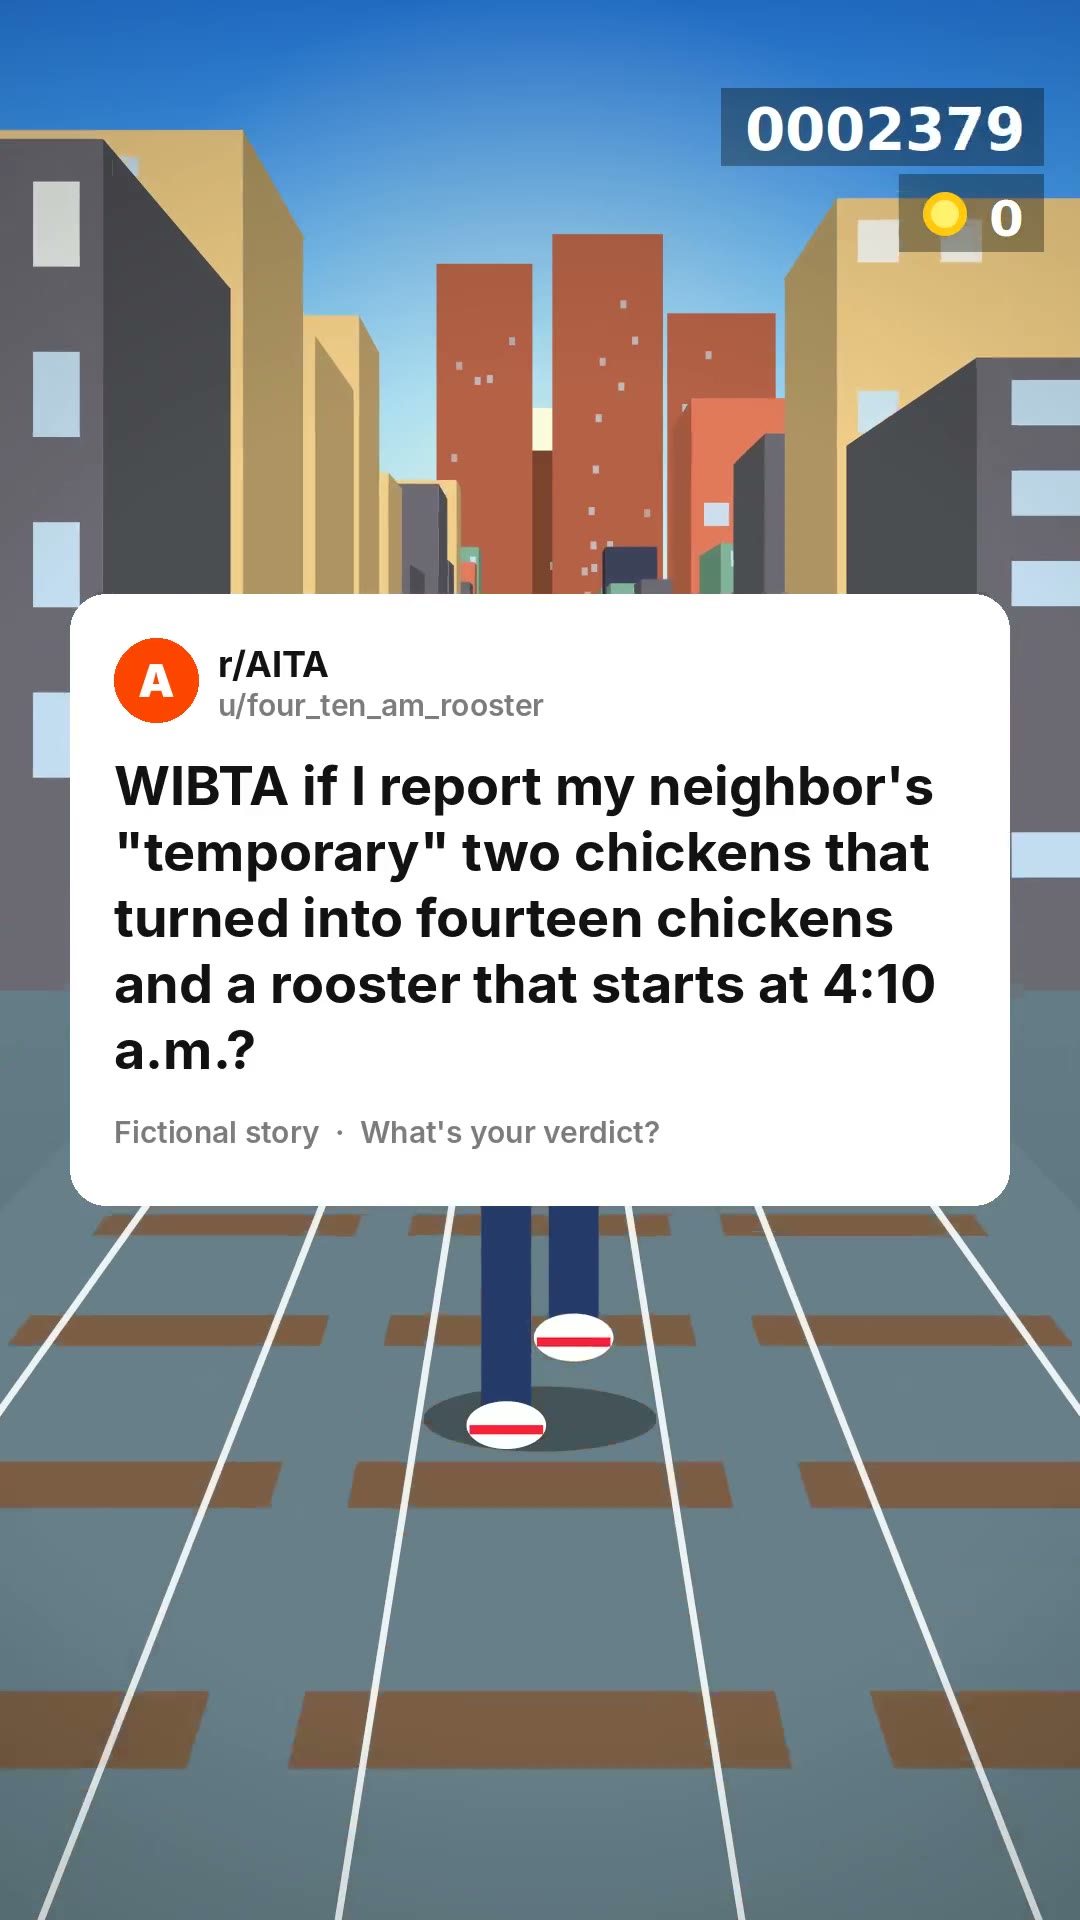 0002379
0
A
r/AITA
u/four_ten_am_rooster
WIBTA if I report my neighbor's
"temporary" two chickens that
turned into fourteen chickens
and a rooster that starts at 4:10
a.m.?
Fictional story · What's your verdict?